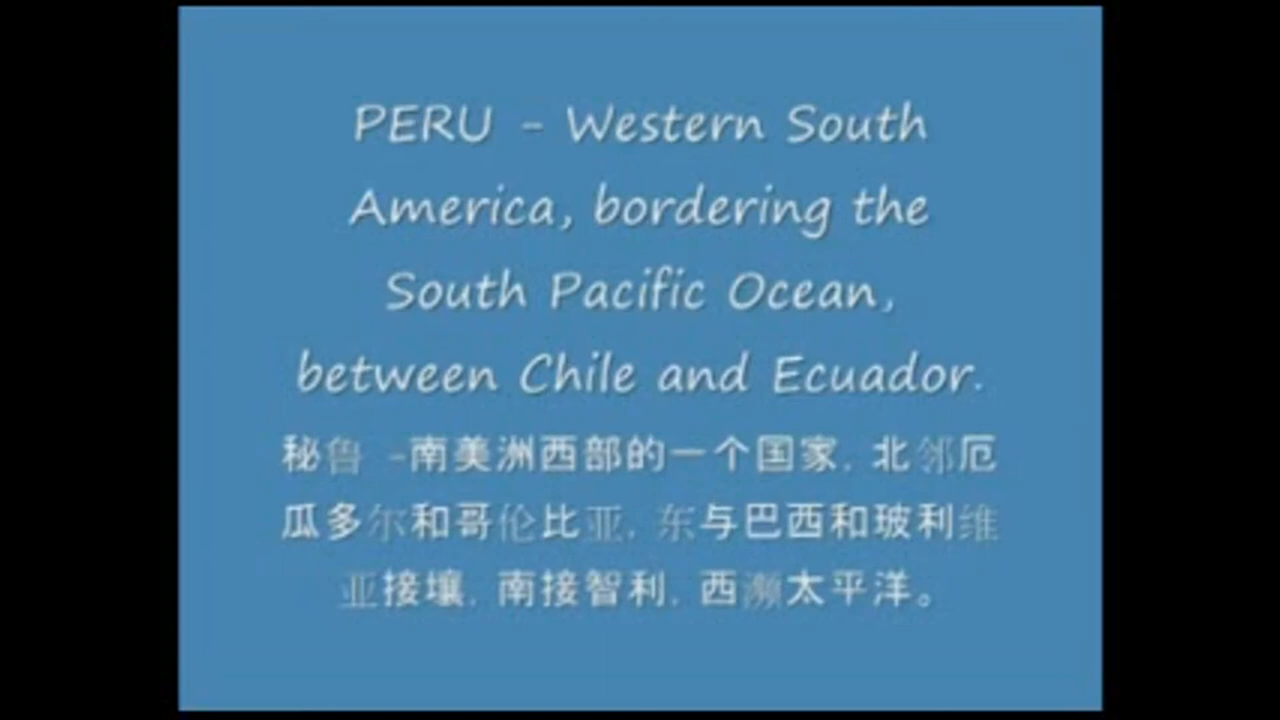 PERU - Western South
America, bordering the
South Pacific Ocean,
between Chile and Ecuador.
秘鲁 -南美洲西部的一个国家, 北邻厄
瓜多尔和哥伦比亚, 东与巴西和玻利维
亚接壤, 南接智利, 西濒太平洋。